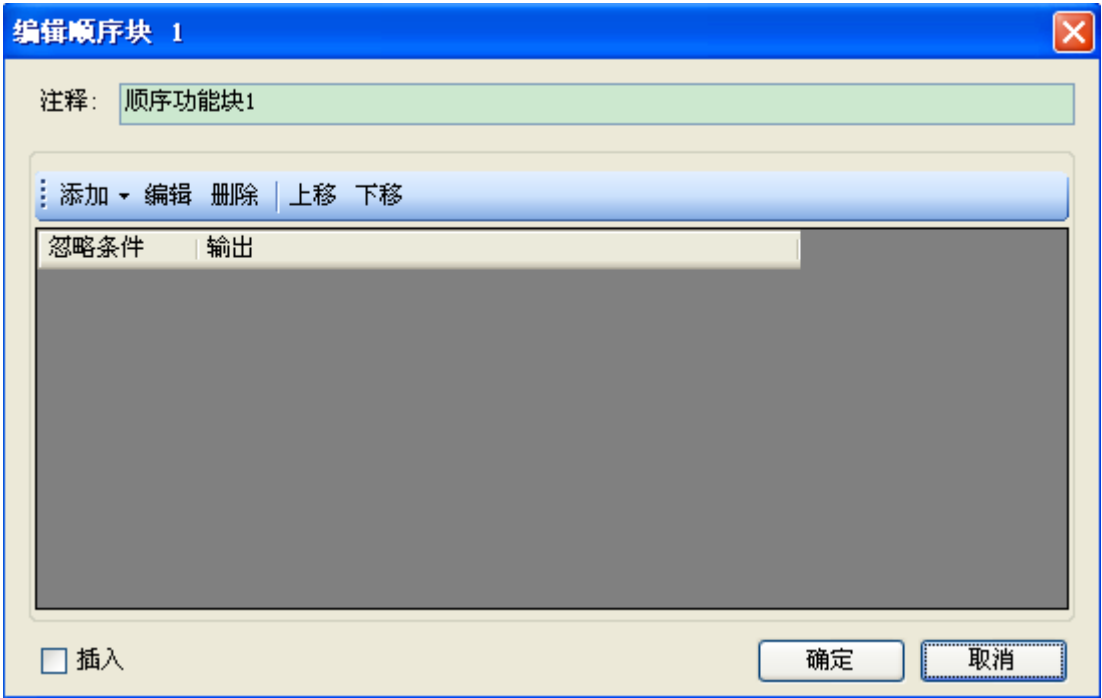 编辑顺序块 1
注释: 顺序功能块1
添加 编辑 删除 上移 下移
忽略条件 输出
插入 确定 取消